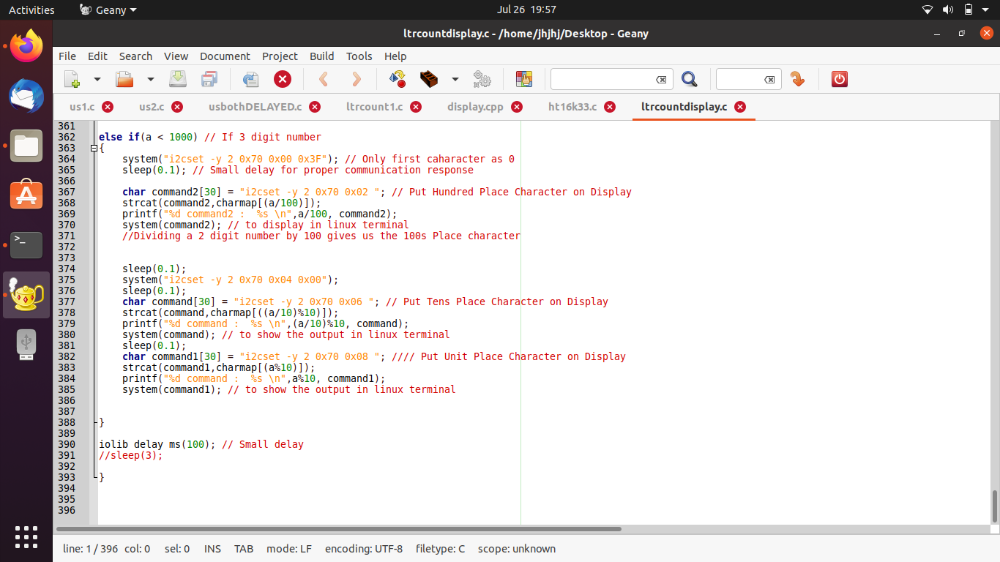 Activities Geany Jul 26 19:57
ltrcountdisplay.c - /home/jhjhj/Desktop - Geany
File Edit Search View Document Project Build Tools Help
us1.c us2.c usbothDELAYED.c ltrcount1.c display.cpp ht16k33.c ltrcountdisplay.c
361
362 else if(a < 1000) // If 3 digit number
363 {
364 system("i2cset -y 2 0x70 0x00 0x3F"); // Only first caharacter as 0
365 sleep(0.1); // Small delay for proper communication response
366
367 char command2[30] = "i2cset -y 2 0x70 0x02 "; // Put Hundred Place Character on Display
368 strcat(command2,charmap[(a/100)]);
369 printf("%d command2 :  %s \n",a/100, command2);
370 system(command2); // to display in linux terminal
371 //Dividing a 2 digit number by 100 gives us the 100s Place character
372
373
374 sleep(0.1);
375 system("i2cset -y 2 0x70 0x04 0x00");
376 sleep(0.1);
377 char command[30] = "i2cset -y 2 0x70 0x06 "; // Put Tens Place Character on Display
378 strcat(command,charmap[((a/10)%10)]);
379 printf("%d command :  %s \n",(a/10)%10, command);
380 system(command); // to show the output in linux terminal
381 sleep(0.1);
382 char command1[30] = "i2cset -y 2 0x70 0x08 "; //// Put Unit Place Character on Display
383 strcat(command1,charmap[(a%10)]);
384 printf("%d command :  %s \n",a%10, command1);
385 system(command1); // to show the output in linux terminal
386
387
388 }
389
390 iolib delay ms(100); // Small delay
391 //sleep(3);
392
393 }
394
395
396
line: 1 / 396 col: 0 sel: 0 INS TAB mode: LF encoding: UTF-8 filetype: C scope: unknown